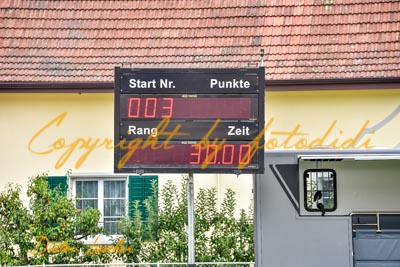 Start Nr. Punkte
003
Rang Zeit
30.00
Copyright by fotodidi